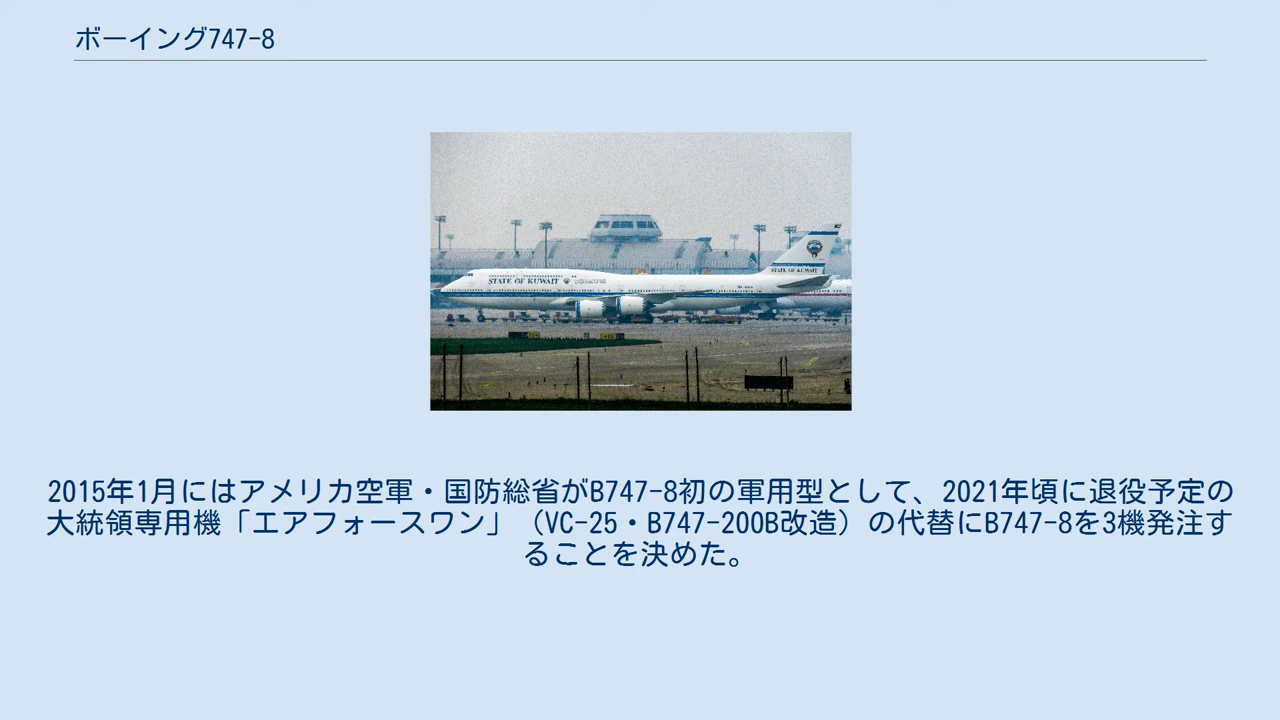 ボーイング747-8
STATE OF KUWAIT
STATE OF KUWAIT
2015年1月にはアメリカ空軍・国防総省がB747-8初の軍用型として、2021年頃に退役予定の
大統領専用機「エアフォースワン」（VC-25・B747-200B改造）の代替にB747-8を3機発注す
ることを決めた。